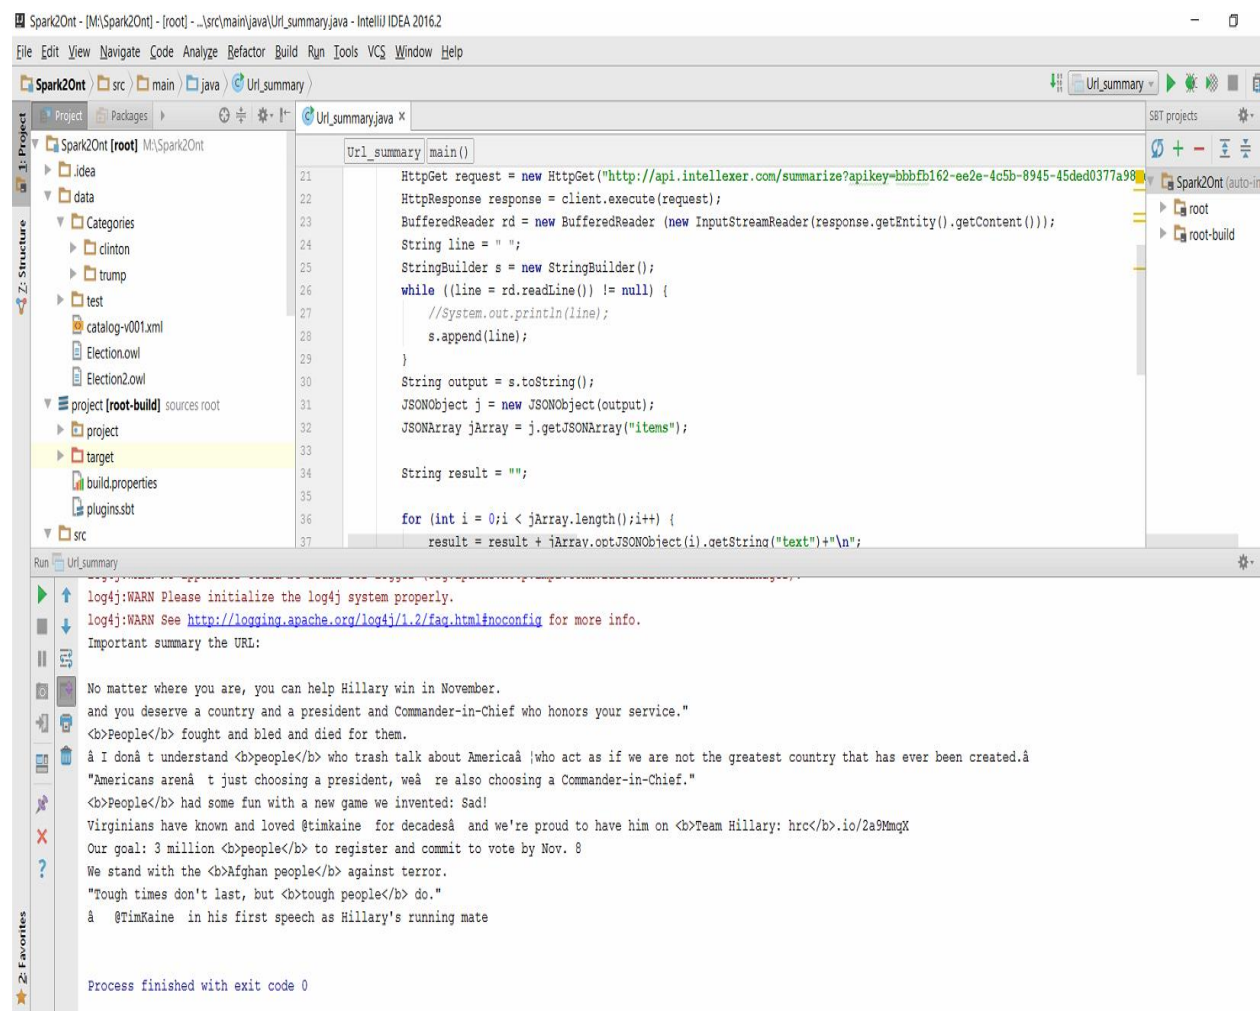 Spark2Ont - [M:\Spark2Ont] - [root] - ...\src\main\java\Url_summary.java - IntelliJ IDEA 2016.2
File Edit View Navigate Code Analyze Refactor Build Run Tools VCS Window Help
Spark2Ont src main java Url_summary
Url_summary
1: Project
Z: Structure
2: Favorites
Project Packages
Spark2Ont [root] M:\Spark2Ont
.idea
data
Categories
clinton
trump
test
catalog-v001.xml
Election.owl
Election2.owl
project [root-build] sources root
project
target
build.properties
plugins.sbt
src
Url_summary.java ×
Url_summary main()
21 HttpGet request = new HttpGet("http://api.intellexer.com/summarize?apikey=bbbfb162-ee2e-4c5b-8945-45ded0377a98
22 HttpResponse response = client.execute(request);
23 BufferedReader rd = new BufferedReader (new InputStreamReader(response.getEntity().getContent()));
24 String line = " ";
25 StringBuilder s = new StringBuilder();
26 while ((line = rd.readLine()) != null) {
27 //System.out.println(line);
28 s.append(line);
29 }
30 String output = s.toString();
31 JSONObject j = new JSONObject(output);
32 JSONArray jArray = j.getJSONArray("items");
33
34 String result = "";
35
36 for (int i = 0;i < jArray.length();i++) {
37 result = result + jArray.optJSONObject(i).getString("text")+"\n";
SBT projects
Spark2Ont (auto-im
root
root-build
Run Url_summary
log4j:WARN Please initialize the log4j system properly.
log4j:WARN See http://logging.apache.org/log4j/1.2/faq.html#noconfig for more info.
Important summary the URL:
No matter where you are, you can help Hillary win in November.
and you deserve a country and a president and Commander-in-Chief who honors your service."
<b>People</b> fought and bled and died for them.
â I donâ t understand <b>people</b> who trash talk about Americaâ ¦who act as if we are not the greatest country that has ever been created.â
"Americans arenâ  t just choosing a president, weâ  re also choosing a Commander-in-Chief."
<b>People</b> had some fun with a new game we invented: Sad!
Virginians have known and loved @timkaine  for decadesâ  and we're proud to have him on <b>Team Hillary: hrc</b>.io/2a9MmqX
Our goal: 3 million <b>people</b> to register and commit to vote by Nov. 8
We stand with the <b>Afghan people</b> against terror.
"Tough times don't last, but <b>tough people</b> do."
â   @TimKaine  in his first speech as Hillary's running mate
Process finished with exit code 0